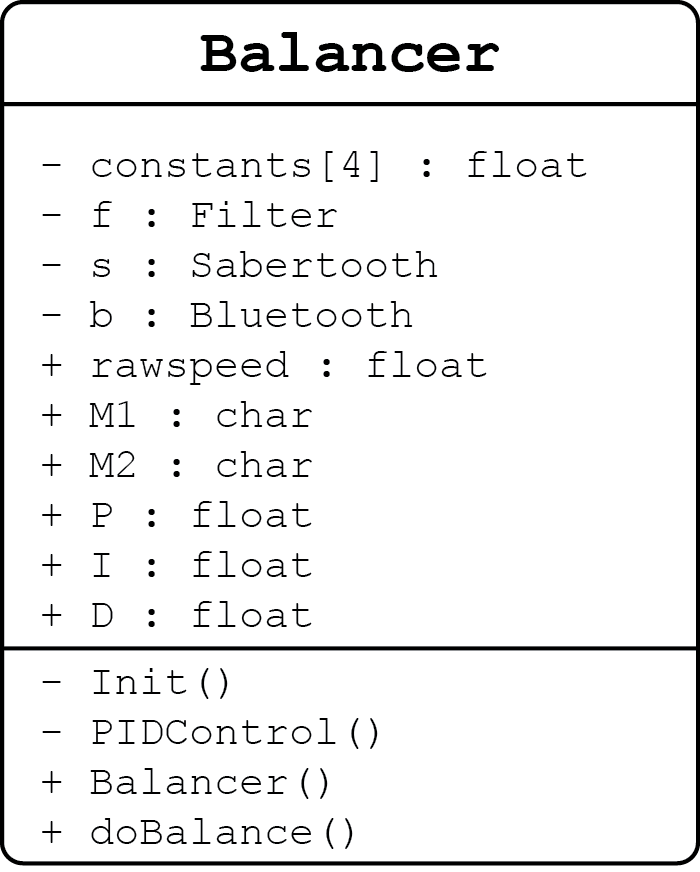 Balancer
- constants[4] : float
- f : Filter
- s : Sabertooth
- b : Bluetooth
+ rawspeed : float
+ M1 : char
+ M2 : char
+ P : float
+ I : float
+ D : float
- Init()
- PIDControl()
+ Balancer()
+ doBalance()